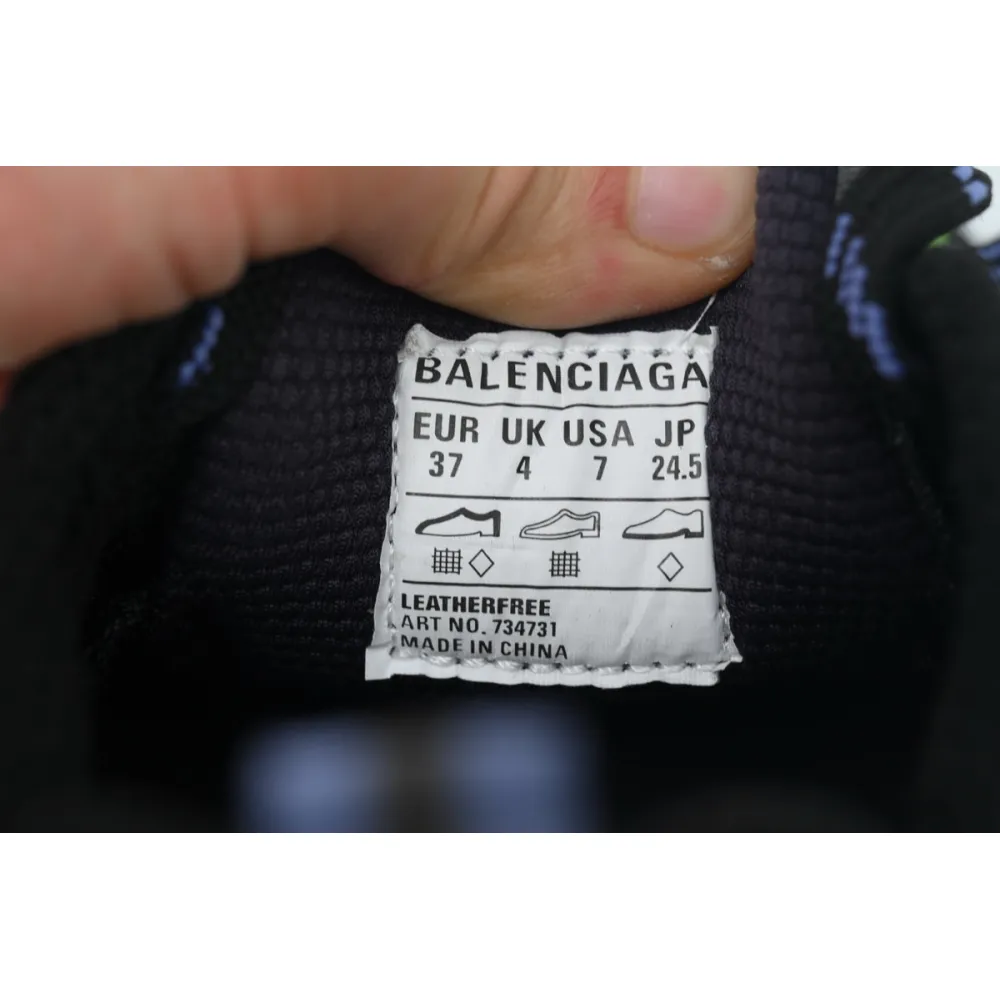 BALENCIAGA
EUR UK USA JP
37 4 7 24.5
LEATHERFREE
ART NO. 734731
MADE IN CHINA